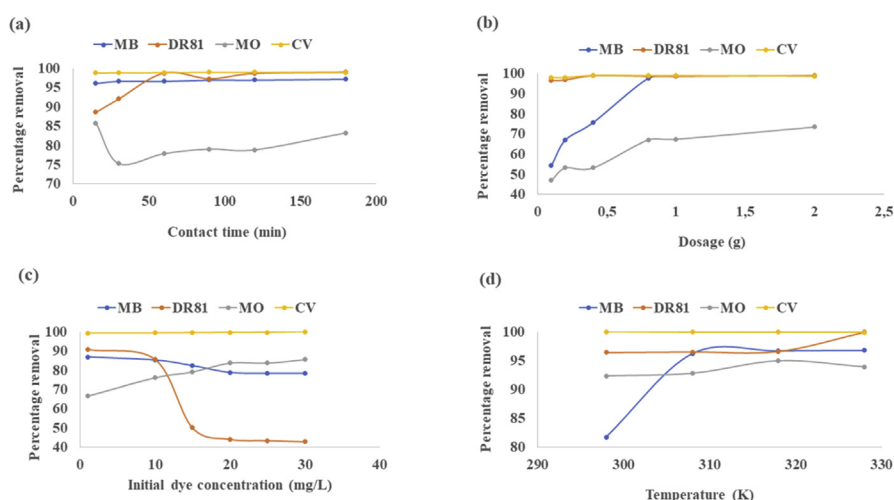 (a)
MB DR81 MO CV
Percentage removal
100
95
90
85
80
75
70
0 50 100 150 200
Contact time (min)
(b)
MB DR81 MO CV
Percentage removal
100
90
80
70
60
50
40
0 0,5 1 1,5 2 2,5
Dosage (g)
(c)
MB DR81 MO CV
Percentage removal
100
90
80
70
60
50
40
0 10 20 30 40
Initial dye concentration (mg/L)
(d)
MB DR81 MO CV
Percentage removal
100
95
90
85
80
290 300 310 320 330
Temperature (K)